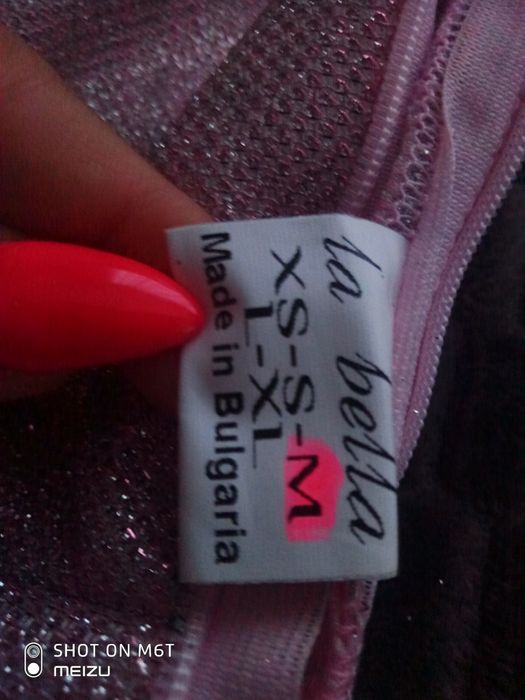 la bella
XS-S-M
L-XL
Made in Bulgaria
SHOT ON M6T
MEIZU